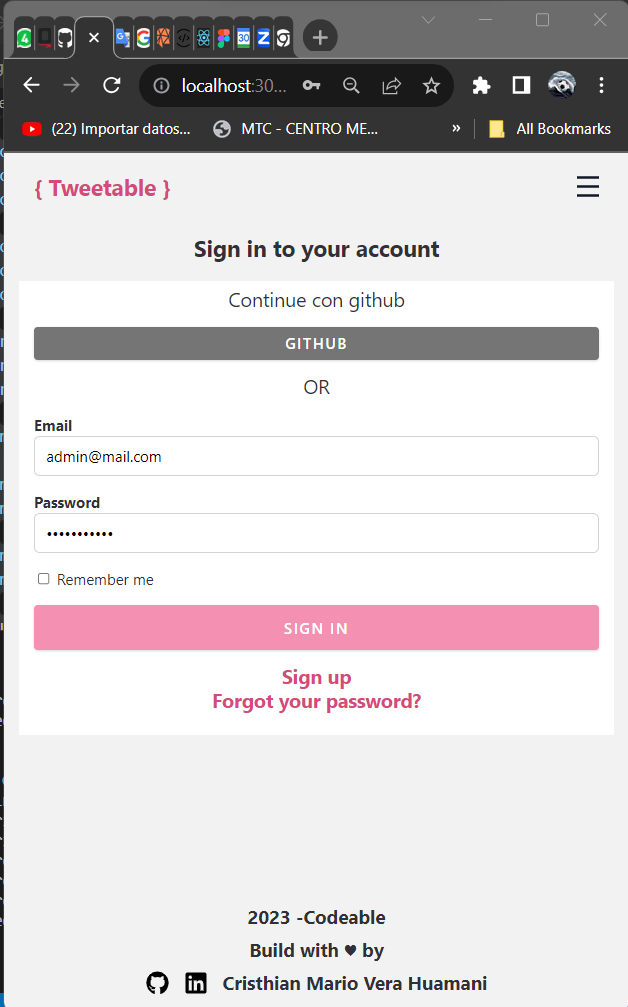 4
30
Z
localhost:30...
(22) Importar datos...
MTC - CENTRO ME...
»
All Bookmarks
{ Tweetable }
Sign in to your account
Continue con github
GITHUB
OR
Email
admin@mail.com
Password
•••••••••••
Remember me
SIGN IN
Sign up
Forgot your password?
2023 -Codeable
Build with ♥ by
Cristhian Mario Vera Huamani